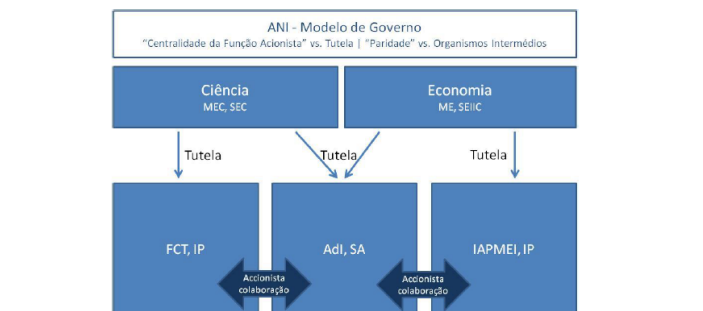 ANI - Modelo de Governo
“Centralidade da Função Acionista” vs. Tutela | “Paridade” vs. Organismos Intermédios
Ciência
MEC, SEC
Economia
ME, SEIIC
Tutela
Tutela
Tutela
FCT, IP
AdI, SA
IAPMEI, IP
Accionista
colaboração
Accionista
colaboração